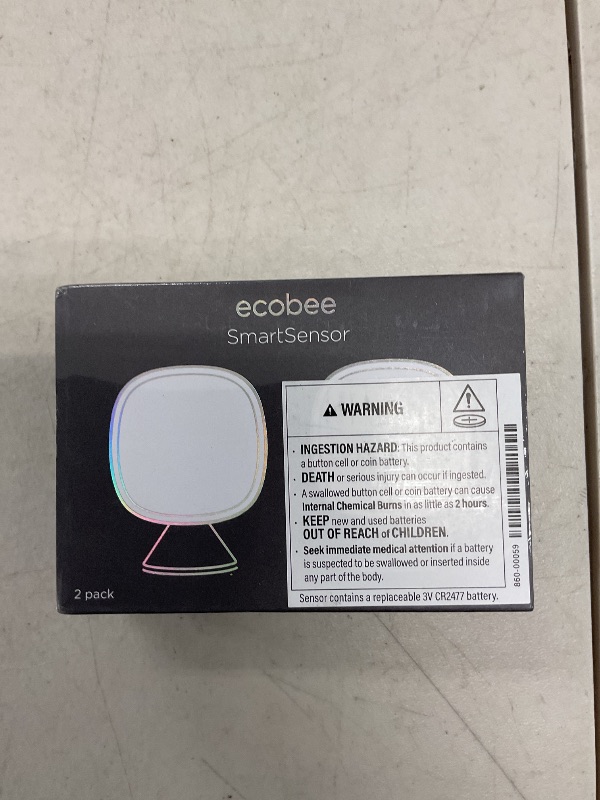 ecobee
SmartSensor
WARNING
· INGESTION HAZARD: This product contains
a button cell or coin battery.
· DEATH or serious injury can occur if ingested.
· A swallowed button cell or coin battery can cause
Internal Chemical Burns in as little as 2 hours.
· KEEP new and used batteries
OUT OF REACH of CHILDREN.
· Seek immediate medical attention if a battery
is suspected to be swallowed or inserted inside
any part of the body.
Sensor contains a replaceable 3V CR2477 battery.
860-00059
2 pack